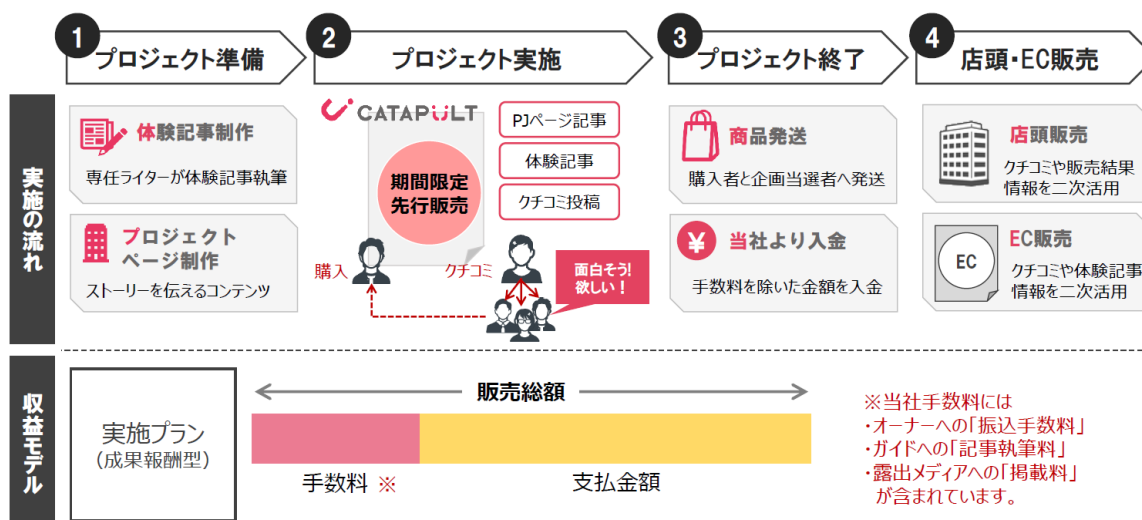 1 プロジェクト準備
2 プロジェクト実施
3 プロジェクト終了
4 店頭・EC販売
実施の流れ
体験記事制作
専任ライターが体験記事執筆
プロジェクト
ページ制作
ストーリーを伝えるコンテンツ
CATAPULT
期間限定
先行販売
PJページ記事
体験記事
クチコミ投稿
購入
クチコミ
面白そう!
欲しい!
商品発送
購入者と企画当選者へ発送
¥
当社より入金
手数料を除いた金額を入金
店頭販売
クチコミや販売結果
情報を二次活用
EC
EC販売
クチコミや体験記事
情報を二次活用
収益モデル
実施プラン
(成果報酬型)
販売総額
手数料 ※
支払金額
※当社手数料には
・オーナーへの「振込手数料」
・ガイドへの「記事執筆料」
・露出メディアへの「掲載料」
が含まれています。